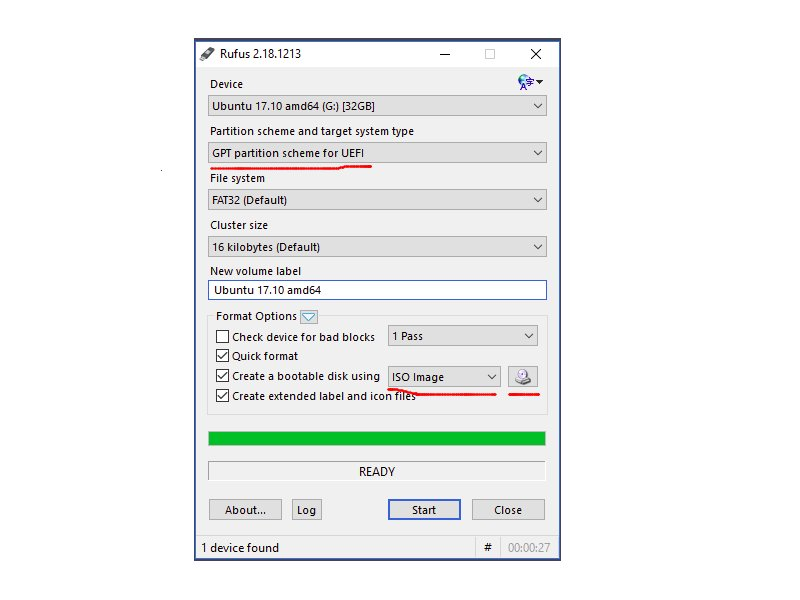 Rufus 2.18.1213
Device
Ubuntu 17.10 amd64 (G:) [32GB]
Partition scheme and target system type
GPT partition scheme for UEFI
File system
FAT32 (Default)
Cluster size
16 kilobytes (Default)
New volume label
Ubuntu 17.10 amd64
Format Options
Check device for bad blocks 1 Pass
Quick format
Create a bootable disk using ISO Image
Create extended label and icon files
READY
About... Log Start Close
1 device found # 00:00:27